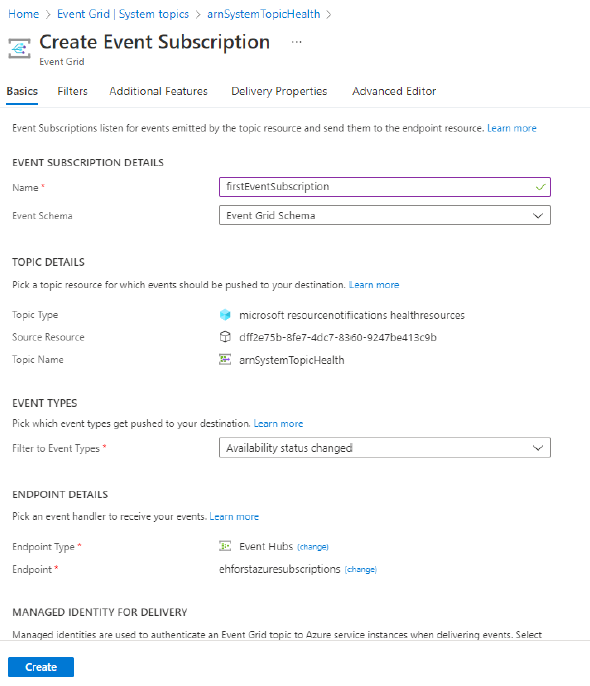 Home > Event Grid | System topics > arnSystemTopicHealth >
Create Event Subscription ...
Event Grid
Basics Filters Additional Features Delivery Properties Advanced Editor
Event Subscriptions listen for events emitted by the topic resource and send them to the endpoint resource. Learn more
EVENT SUBSCRIPTION DETAILS
Name * firstEventSubscription
Event Schema Event Grid Schema
TOPIC DETAILS
Pick a topic resource for which events should be pushed to your destination. Learn more
Topic Type microsoft resourcenotifications healthresources
Source Resource dff2e75b-8fe7-4dc7-8360-9247be413c9b
Topic Name arnSystemTopicHealth
EVENT TYPES
Pick which event types get pushed to your destination. Learn more
Filter to Event Types * Availability status changed
ENDPOINT DETAILS
Pick an event handler to receive your events. Learn more
Endpoint Type * Event Hubs (change)
Endpoint * ehforstazuresubscriptions (change)
MANAGED IDENTITY FOR DELIVERY
Managed identities are used to authenticate an Event Grid topic to Azure service instances when delivering events. Select
Create